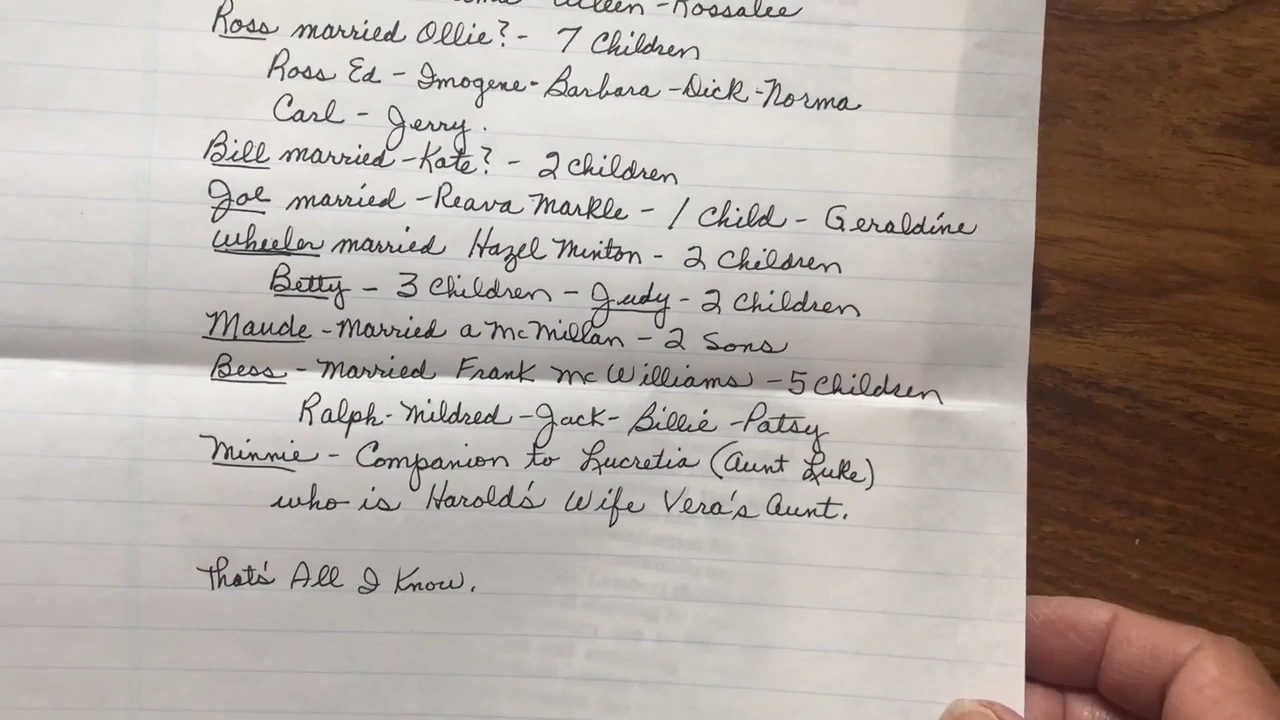 Aileen - Rossalee
Ross married Ollie? - 7 Children
Ross Ed - Imogene - Barbara - Dick - Norma
Carl - Jerry.
Bill married - Kate? - 2 Children
Joe married - Reava Markle - 1 Child - Geraldine
Wheeler married Hazel Minton - 2 Children
Betty - 3 Children - Judy - 2 Children
Maude - Married a McMillan - 2 Sons
Bess - Married Frank McWilliams - 5 Children
Ralph - Mildred - Jack - Billie - Patsy
Minnie - Companion to Lucretia (Aunt Luke)
who is Harold's Wife Vera's Aunt.
That's All I Know.